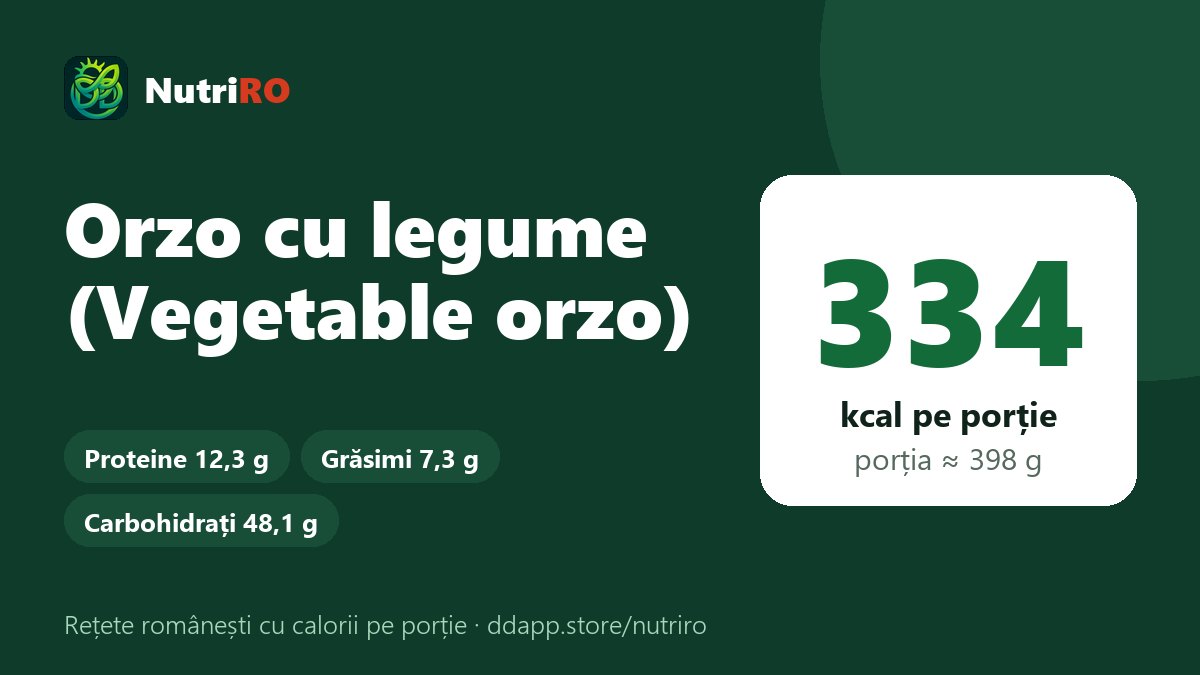 NutriRO
Orzo cu legume
(Vegetable orzo)
334
kcal pe porție
porția ≈ 398 g
Proteine 12,3 g
Grăsimi 7,3 g
Carbohidrați 48,1 g
Rețete românești cu calorii pe porție · ddapp.store/nutriro